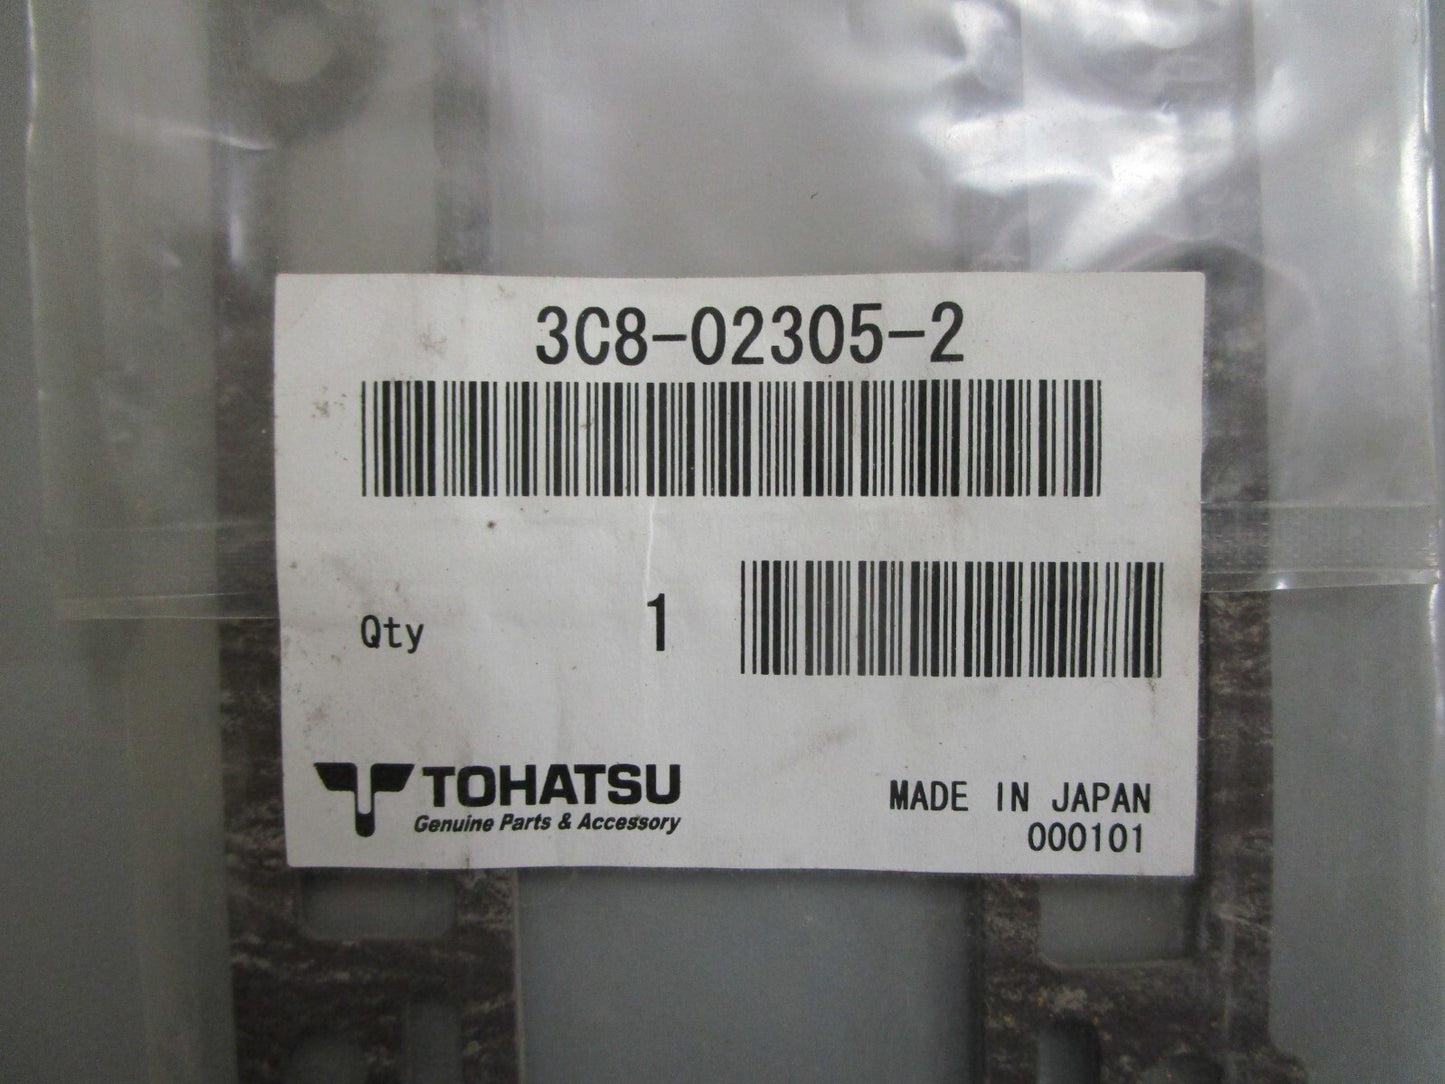 3C8-02305-2
Qty 1
TOHATSU
Genuine Parts & Accessory
MADE IN JAPAN
000101